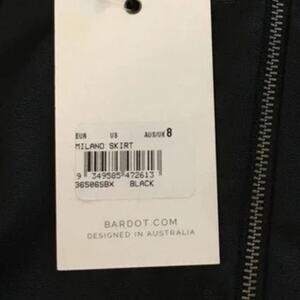 EUR US AUS/UK 8
MILANO SKIRT
9 349585 472613
36506SBX BLACK
BARDOT.COM
DESIGNED IN AUSTRALIA